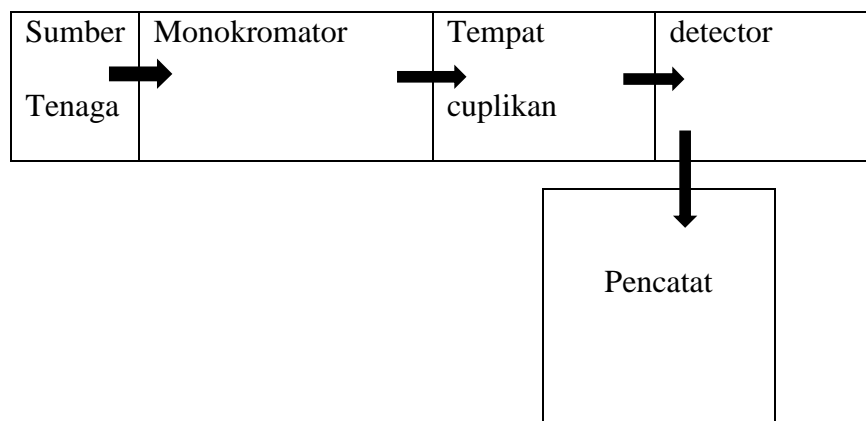 Sumber
Tenaga
Monokromator
Tempat
cuplikan
detector
Pencatat